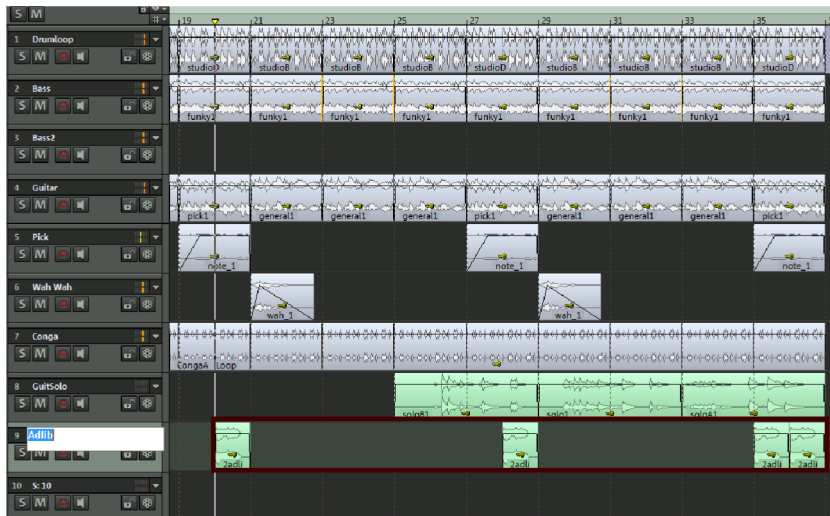 S M
19 21 23 25 27 29 31 33 35
1 Drumloop
S M
studioD studioB studioB studioB studioD studioB studioB studioB studioD
2 Bass
S M
funky1 funky1 funky1 funky1 funky1 funky1 funky1 funky1 funky1
3 Bass2
S M
4 Guitar
S M
pick1 general1 general1 general1 pick1 general1 general1 general1 pick1
5 Pick
S M
note_1 note_1 note_1
6 Wah Wah
S M
wah_1 wah_1
7 Conga
S M
CongaA Loop
8 GuitSolo
S M
soloB1 solo1 soloA1
9 Adlib
S M
2adli 2adli 2adli 2adli
10 S: 10
S M